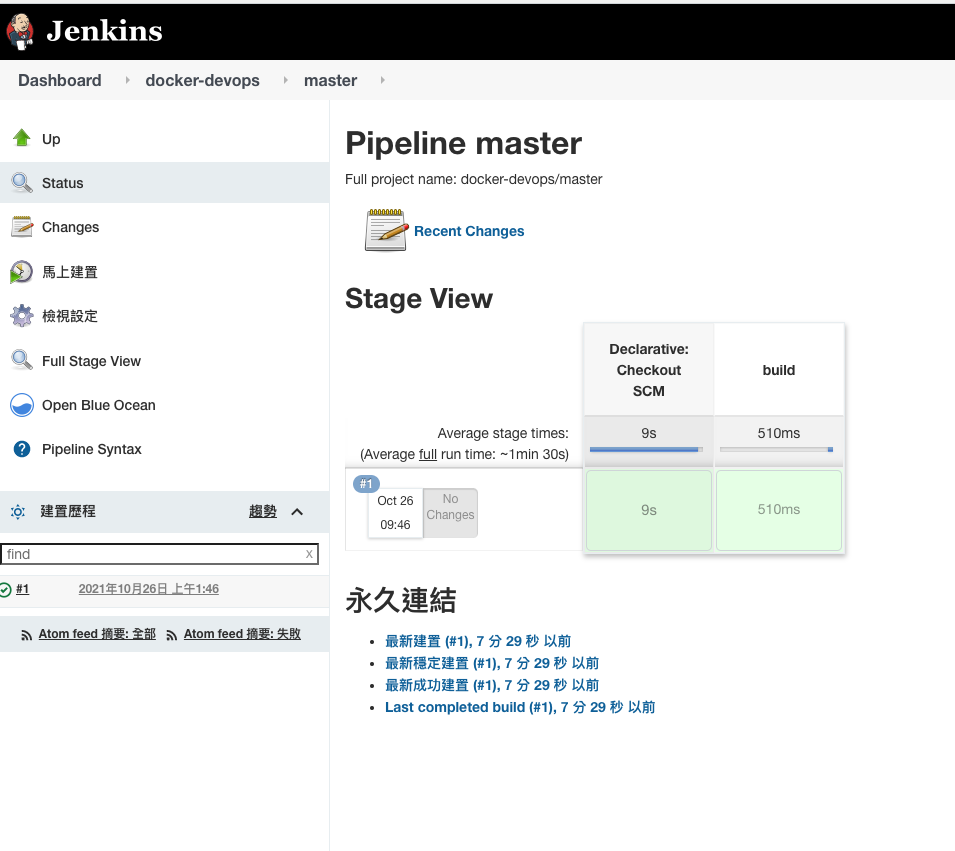 Jenkins
Dashboard
docker-devops
master
Up
Status
Changes
馬上建置
檢視設定
Full Stage View
Open Blue Ocean
Pipeline Syntax
建置歷程
趨勢
find
x
#1
2021年10月26日 上午1:46
Atom feed 摘要: 全部
Atom feed 摘要: 失敗
Pipeline master
Full project name: docker-devops/master
Recent Changes
Stage View
Declarative:
Checkout
SCM
build
Average stage times:
(Average full run time: ~1min 30s)
9s
510ms
#1
Oct 26
09:46
No
Changes
9s
510ms
永久連結
最新建置 (#1), 7 分 29 秒 以前
最新穩定建置 (#1), 7 分 29 秒 以前
最新成功建置 (#1), 7 分 29 秒 以前
Last completed build (#1), 7 分 29 秒 以前